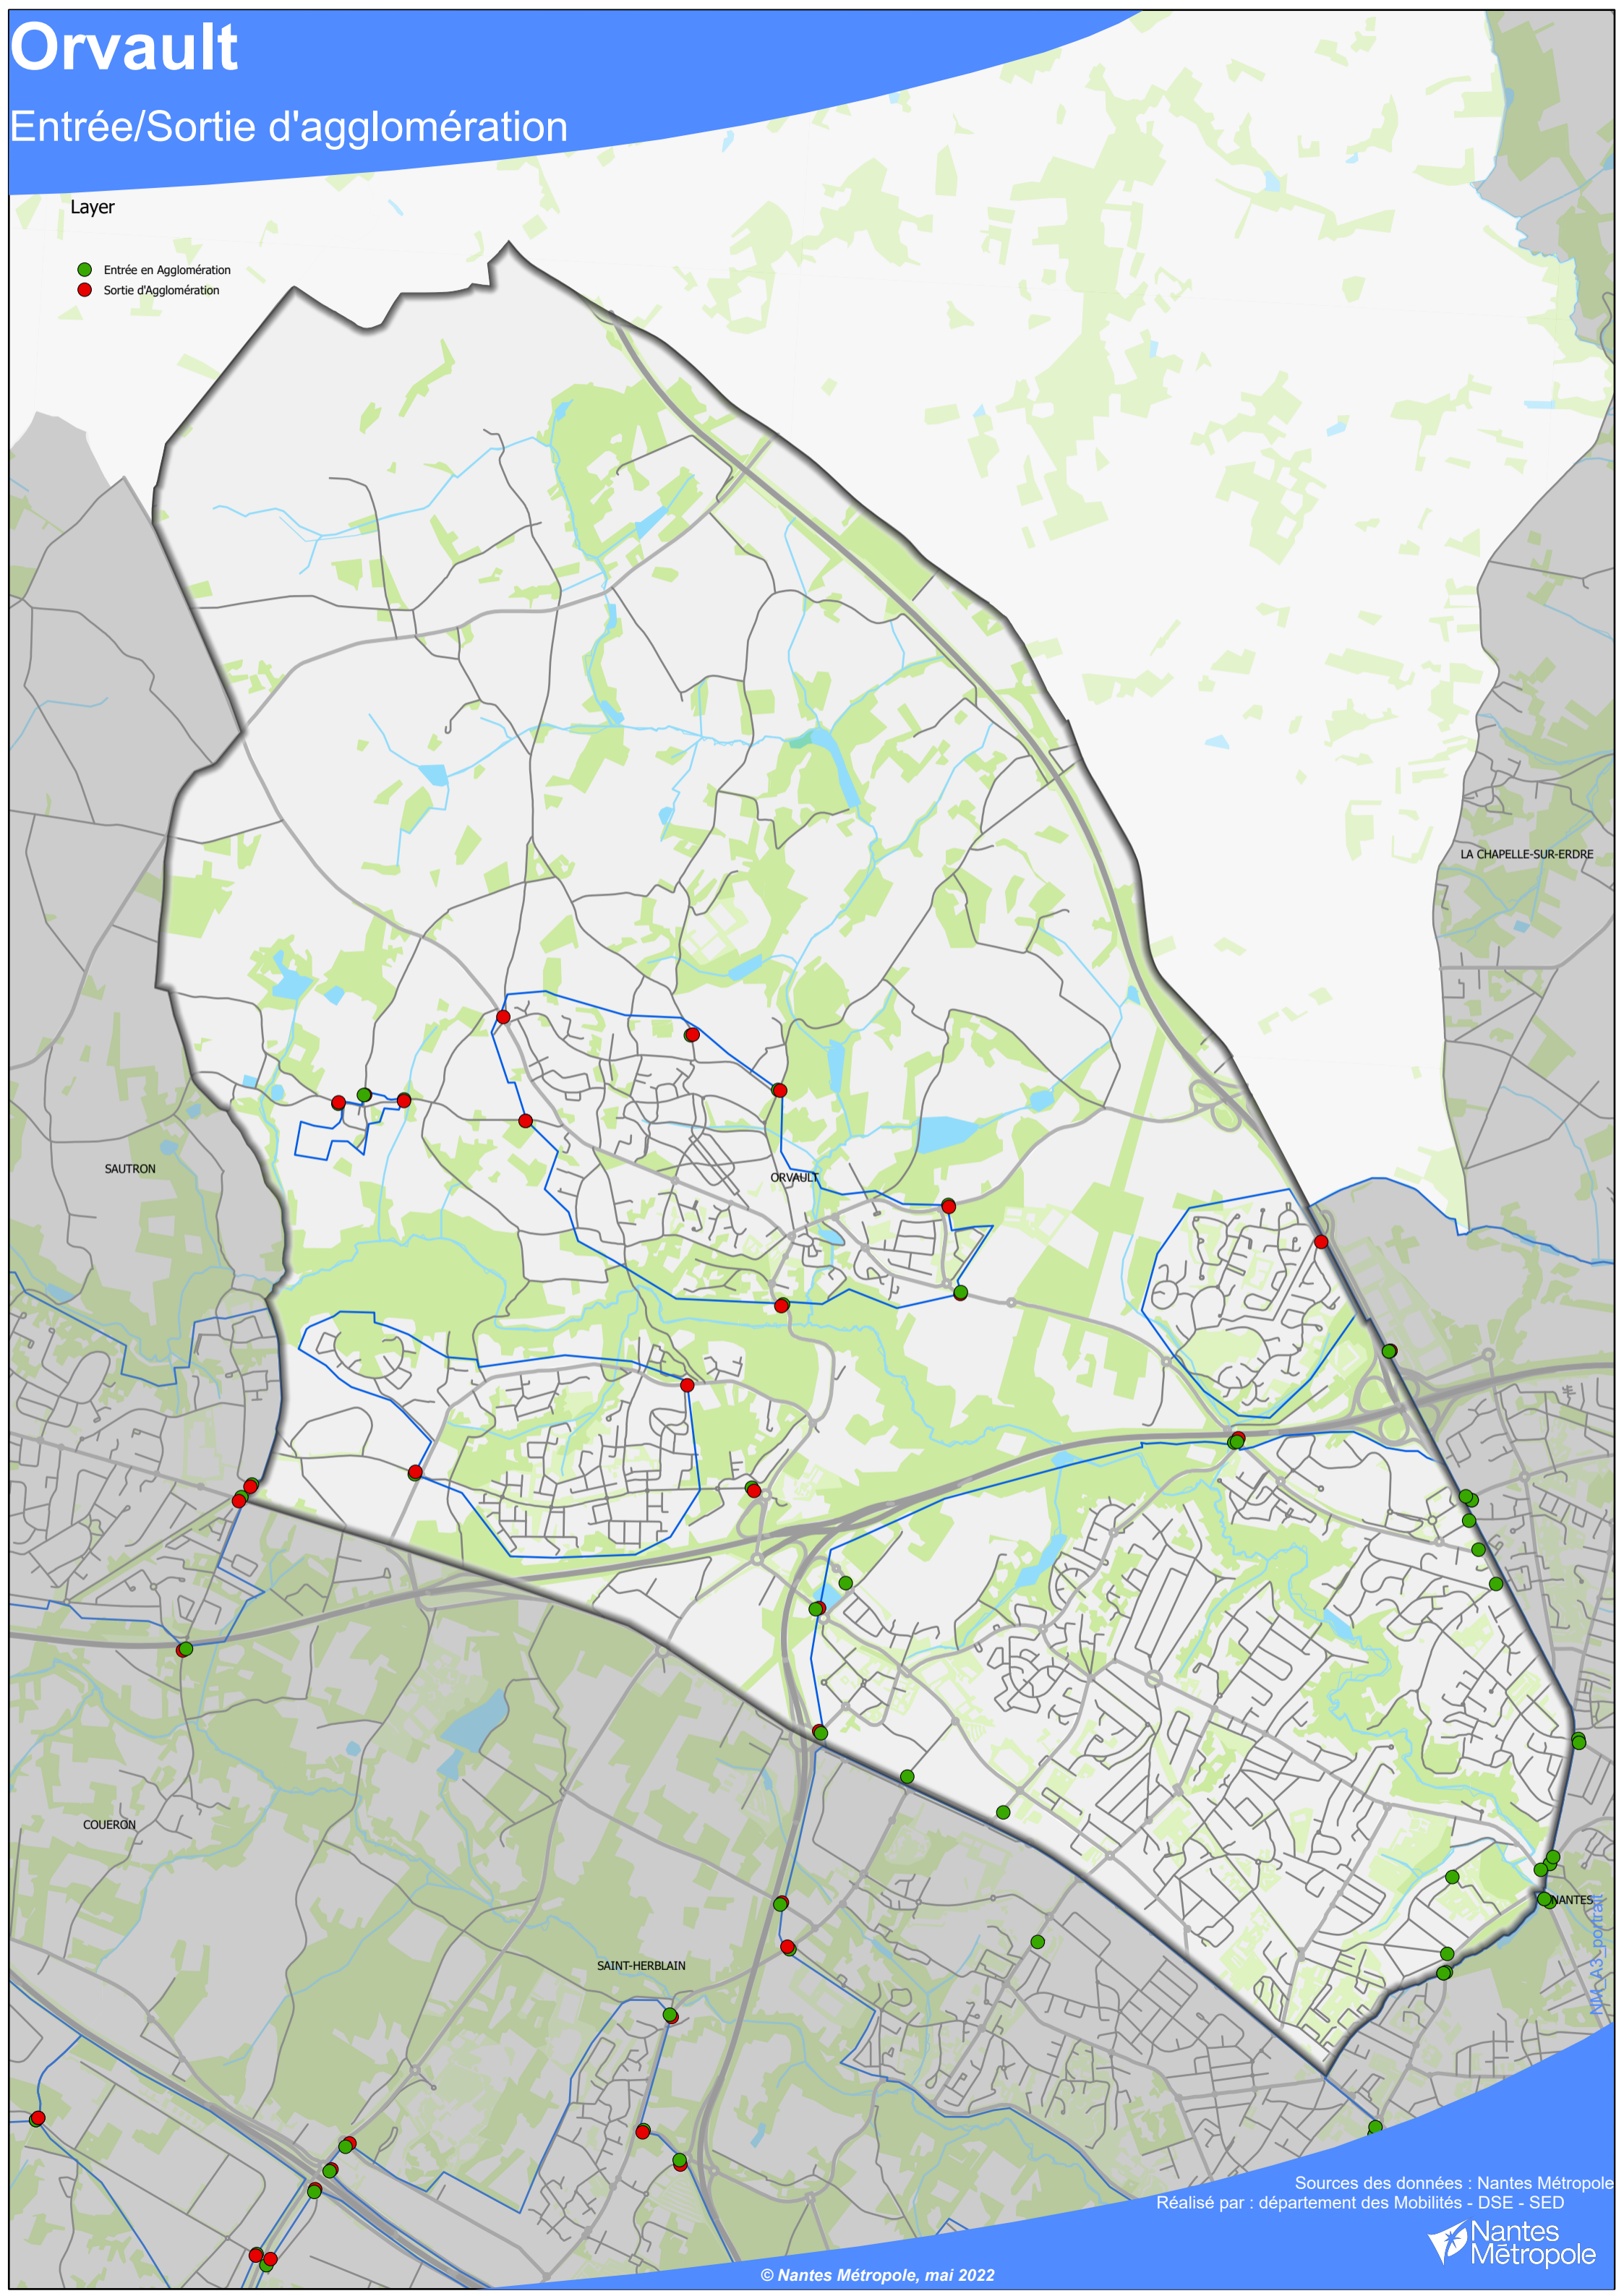 Orvault
Entrée/Sortie d'agglomération
Layer
Entrée en Agglomération
Sortie d'Agglomération
LA CHAPELLE-SUR-ERDRE
SAUTRON
ORVAULT
COUERON
NANTES
SAINT-HERBLAIN
NM_A3_portrait
Sources des données : Nantes Métropole
Réalisé par : département des Mobilités - DSE - SED
Nantes
Métropole
© Nantes Métropole, mai 2022